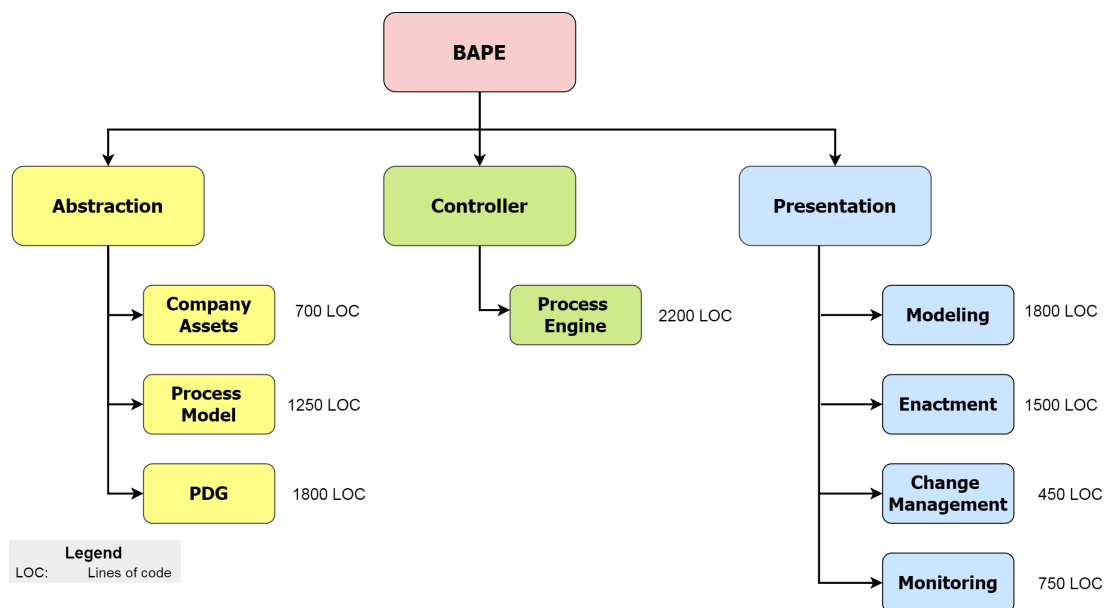 BAPE
Abstraction
Controller
Presentation
Company
Assets
700 LOC
Process
Engine
2200 LOC
Modeling
1800 LOC
Process
Model
1250 LOC
Enactment
1500 LOC
PDG
1800 LOC
Change
Management
450 LOC
Legend
LOC: Lines of code
Monitoring
750 LOC